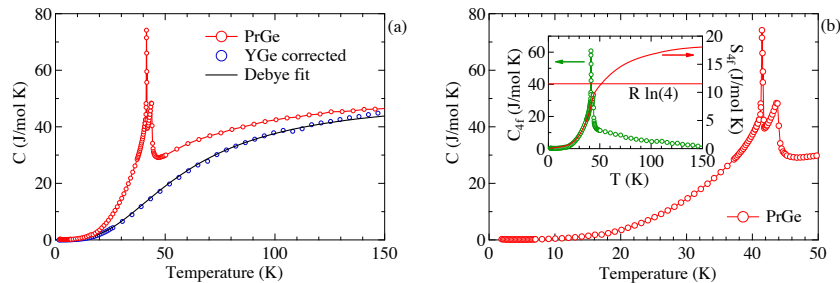 (a)
PrGe
YGe corrected
Debye fit
C (J/mol K)
80
60
40
20
0
0
50
100
150
Temperature (K)
(b)
C (J/mol K)
80
60
40
20
0
0
10
20
30
40
50
Temperature (K)
PrGe
C4f (J/mol K)
60
40
20
0
0
50
100
150
T (K)
S4f (J/mol K)
20
15
10
5
0
R ln(4)